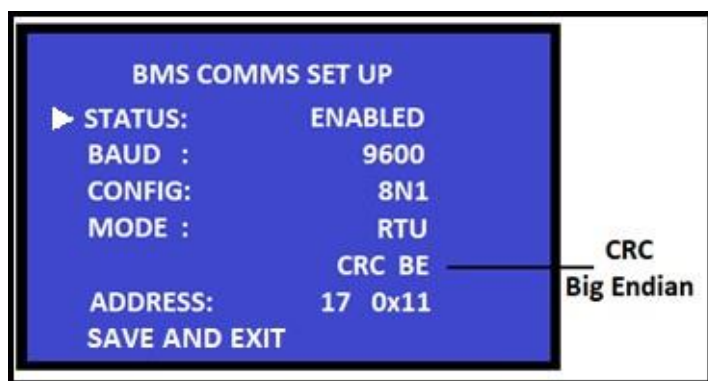 BMS COMMS SET UP
STATUS: ENABLED
BAUD : 9600
CONFIG: 8N1
MODE : RTU
CRC BE
ADDRESS: 17 0x11
SAVE AND EXIT
CRC
Big Endian